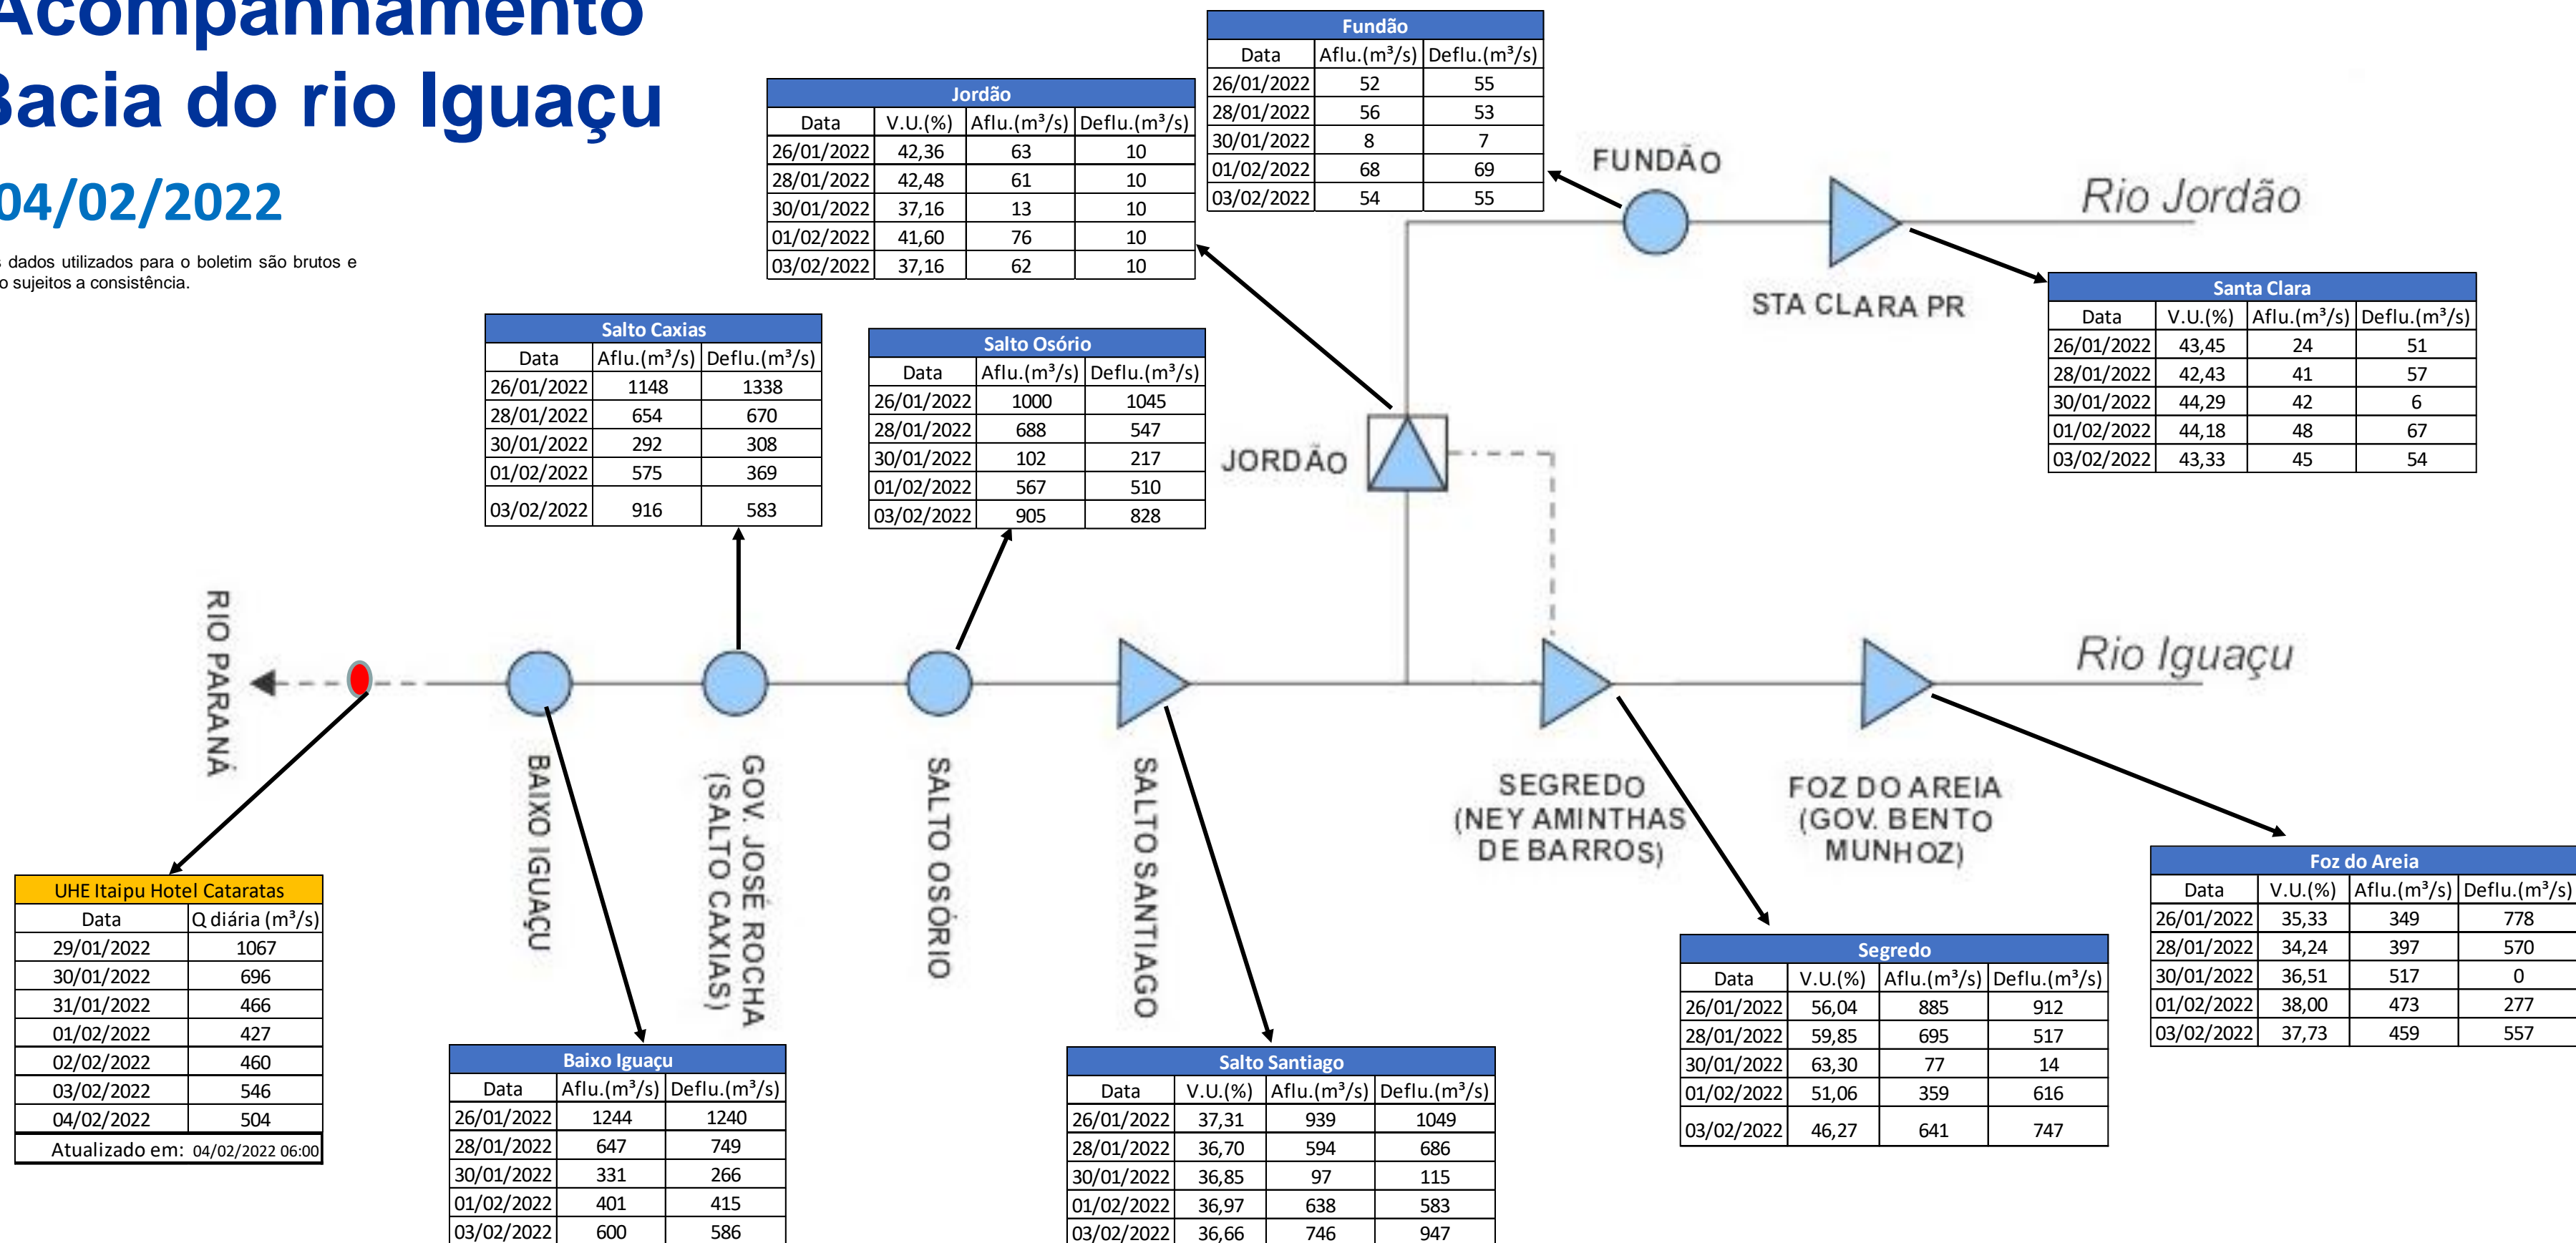 Acompanhamento
Bacia do rio Iguaçu
04/02/2022
dados utilizados para o boletim são brutos e
sujeitos a consistência.
Fundão
Data Aflu.(m³/s) Deflu.(m³/s)
26/01/2022 52 55
28/01/2022 56 53
30/01/2022 8 7
01/02/2022 68 69
03/02/2022 54 55
Jordão
Data V.U.(%) Aflu.(m³/s) Deflu.(m³/s)
26/01/2022 42,36 63 10
28/01/2022 42,48 61 10
30/01/2022 37,16 13 10
01/02/2022 41,60 76 10
03/02/2022 37,16 62 10
FUNDÃO
Rio Jordão
STA CLARA PR
Santa Clara
Data V.U.(%) Aflu.(m³/s) Deflu.(m³/s)
26/01/2022 43,45 24 51
28/01/2022 42,43 41 57
30/01/2022 44,29 42 6
01/02/2022 44,18 48 67
03/02/2022 43,33 45 54
Salto Caxias
Data Aflu.(m³/s) Deflu.(m³/s)
26/01/2022 1148 1338
28/01/2022 654 670
30/01/2022 292 308
01/02/2022 575 369
03/02/2022 916 583
Salto Osório
Data Aflu.(m³/s) Deflu.(m³/s)
26/01/2022 1000 1045
28/01/2022 688 547
30/01/2022 102 217
01/02/2022 567 510
03/02/2022 905 828
JORDÃO
RIO PARANÁ
Rio Iguaçu
BAIXO IGUAÇU
GOV. JOSÉ ROCHA
(SALTO CAXIAS)
SALTO OSÓRIO
SALTO SANTIAGO
SEGREDO
(NEY AMINTHAS
DE BARROS)
FOZ DO AREIA
(GOV. BENTO
MUNHOZ)
UHE Itaipu Hotel Cataratas
Data Q diária (m³/s)
29/01/2022 1067
30/01/2022 696
31/01/2022 466
01/02/2022 427
02/02/2022 460
03/02/2022 546
04/02/2022 504
Atualizado em: 04/02/2022 06:00
Baixo Iguaçu
Data Aflu.(m³/s) Deflu.(m³/s)
26/01/2022 1244 1240
28/01/2022 647 749
30/01/2022 331 266
01/02/2022 401 415
03/02/2022 600 586
Salto Santiago
Data V.U.(%) Aflu.(m³/s) Deflu.(m³/s)
26/01/2022 37,31 939 1049
28/01/2022 36,70 594 686
30/01/2022 36,85 97 115
01/02/2022 36,97 638 583
03/02/2022 36,66 746 947
Segredo
Data V.U.(%) Aflu.(m³/s) Deflu.(m³/s)
26/01/2022 56,04 885 912
28/01/2022 59,85 695 517
30/01/2022 63,30 77 14
01/02/2022 51,06 359 616
03/02/2022 46,27 641 747
Foz do Areia
Data V.U.(%) Aflu.(m³/s) Deflu.(m³/s)
26/01/2022 35,33 349 778
28/01/2022 34,24 397 570
30/01/2022 36,51 517 0
01/02/2022 38,00 473 277
03/02/2022 37,73 459 557